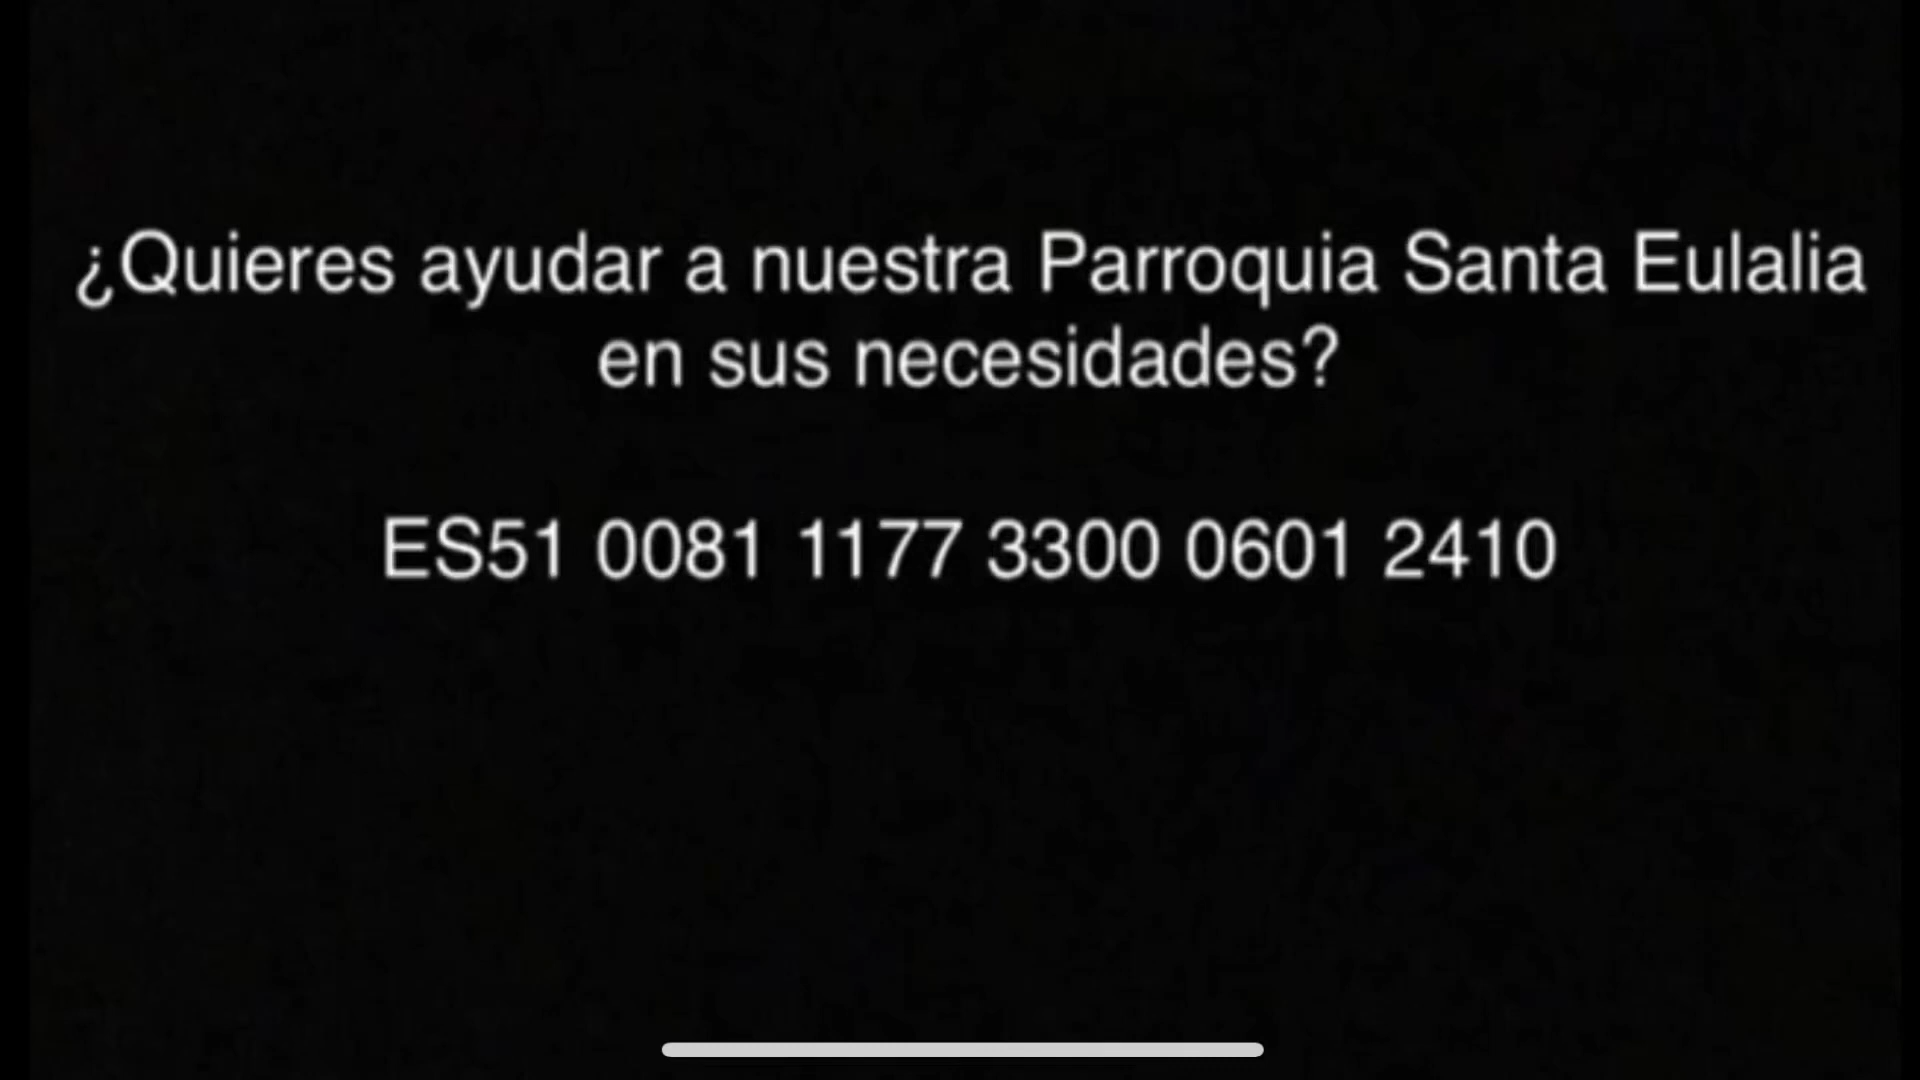 ¿Quieres ayudar a nuestra Parroquia Santa Eulalia
en sus necesidades?
ES51 0081 1177 3300 0601 2410